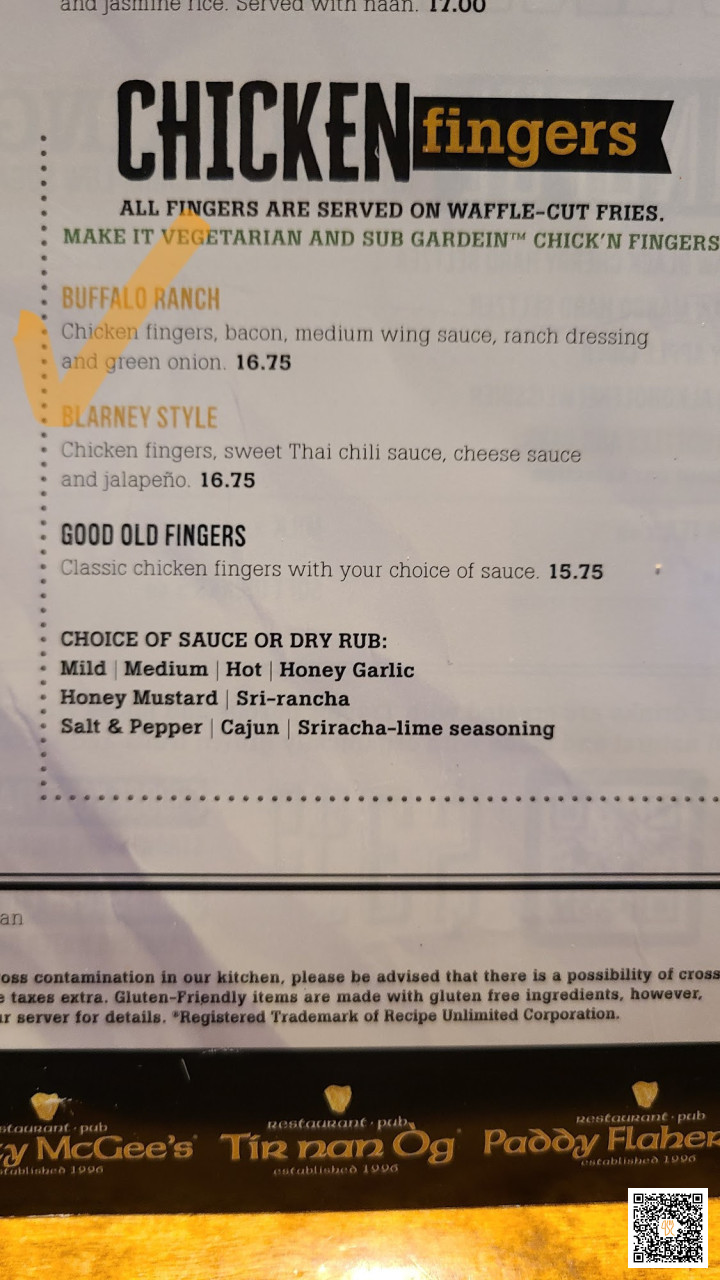 and jasmine rice. Served with naan. 17.00
CHICKEN fingers
ALL FINGERS ARE SERVED ON WAFFLE-CUT FRIES.
MAKE IT VEGETARIAN AND SUB GARDEIN™ CHICK'N FINGERS
BUFFALO RANCH
Chicken fingers, bacon, medium wing sauce, ranch dressing
and green onion. 16.75
BLARNEY STYLE
Chicken fingers, sweet Thai chili sauce, cheese sauce
and jalapeño. 16.75
GOOD OLD FINGERS
Classic chicken fingers with your choice of sauce. 15.75
CHOICE OF SAUCE OR DRY RUB:
Mild | Medium | Hot | Honey Garlic
Honey Mustard | Sri-rancha
Salt & Pepper | Cajun | Sriracha-lime seasoning
contamination in our kitchen, please be advised that there is a possibility of cross
taxes extra. Gluten-Friendly items are made with gluten free ingredients, however,
server for details. *Registered Trademark of Recipe Unlimited Corporation.
restaurant · pub
McGee's
established 1996
restaurant · pub
Tír nan Òg
established 1996
restaurant · pub
Paddy
established 1996